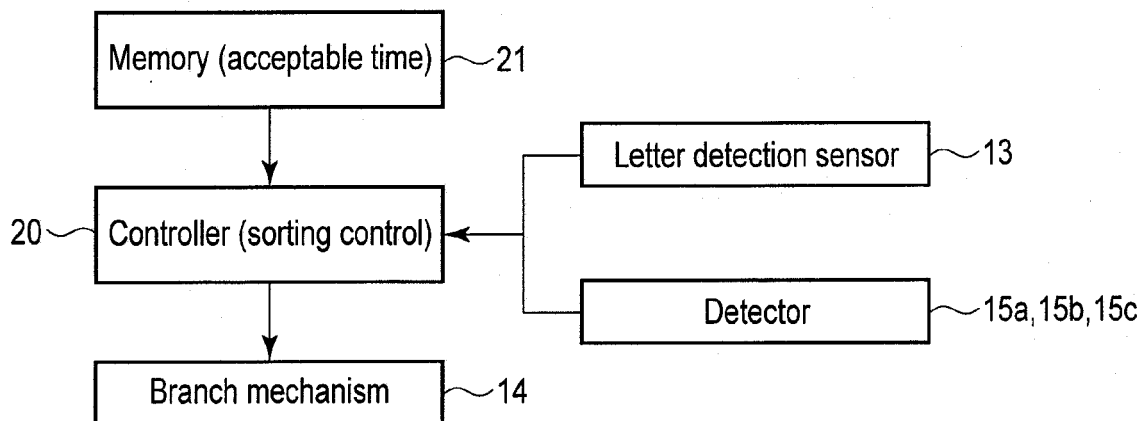 Memory (acceptable time) 21
Letter detection sensor 13
20 Controller (sorting control)
Detector 15a,15b,15c
Branch mechanism 14